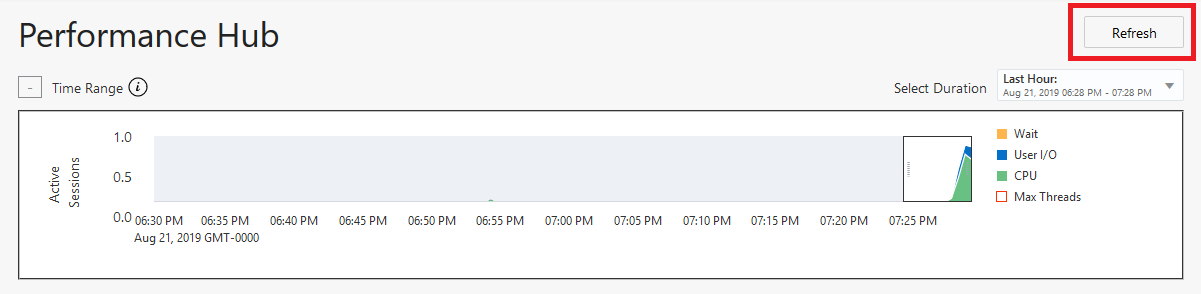 Performance Hub
Refresh
- Time Range i
Select Duration
Last Hour:
Aug 21, 2019 06:28 PM - 07:28 PM
Active
Sessions
1.0
0.5
0.0
06:30 PM 06:35 PM 06:40 PM 06:45 PM 06:50 PM 06:55 PM 07:00 PM 07:05 PM 07:10 PM 07:15 PM 07:20 PM 07:25 PM
Aug 21, 2019 GMT-0000
Wait
User I/O
CPU
Max Threads